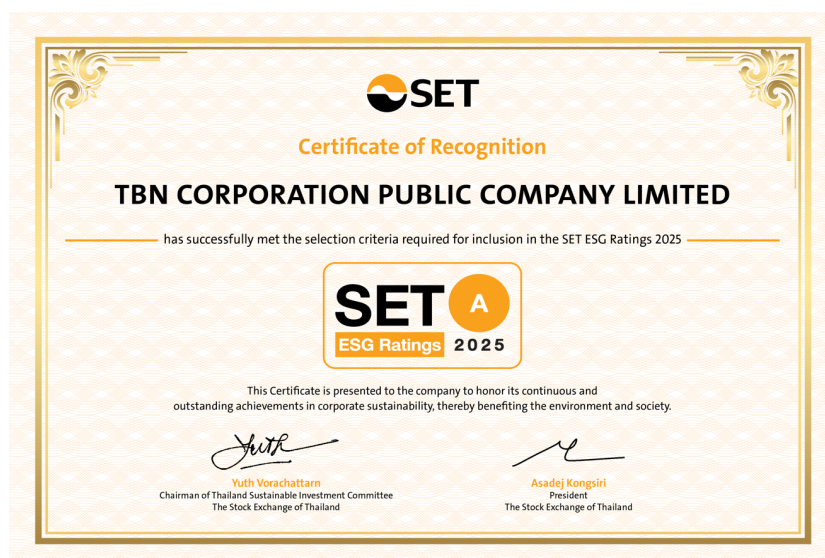 SET
Certificate of Recognition
TBN CORPORATION PUBLIC COMPANY LIMITED
has successfully met the selection criteria required for inclusion in the SET ESG Ratings 2025
SET A
ESG Ratings 2025
This Certificate is presented to the company to honor its continuous and
outstanding achievements in corporate sustainability, thereby benefiting the environment and society.
Yuth
Yuth Vorachattarn
Chairman of Thailand Sustainable Investment Committee
The Stock Exchange of Thailand
Asadej Kongsiri
President
The Stock Exchange of Thailand